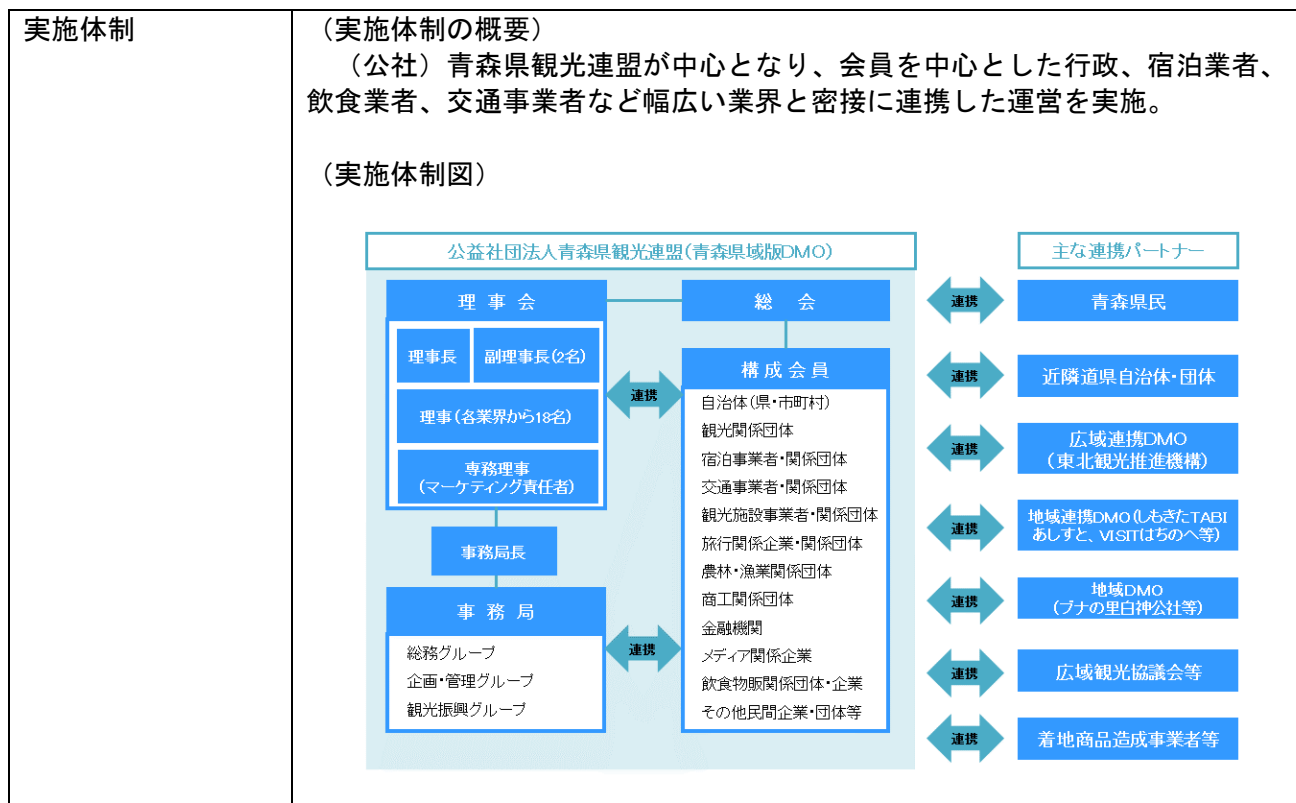 実施体制
（実施体制の概要）
（公社）青森県観光連盟が中心となり、会員を中心とした行政、宿泊業者、
飲食業者、交通事業者など幅広い業界と密接に連携した運営を実施。
（実施体制図）
公益社団法人青森県観光連盟(青森県域版DMO)
理事会
総会
理事長
副理事長(2名)
理事(各業界から18名)
専務理事
(マーケティング責任者)
事務局長
事務局
総務グループ
企画・管理グループ
観光振興グループ
連携
連携
構成会員
自治体(県・市町村)
観光関係団体
宿泊事業者・関係団体
交通事業者・関係団体
観光施設事業者・関係団体
旅行関係企業・関係団体
農林・漁業関係団体
商工関係団体
金融機関
メディア関係企業
飲食物販関係団体・企業
その他民間企業・団体等
主な連携パートナー
連携
青森県民
連携
近隣道県自治体・団体
連携
広域連携DMO
(東北観光推進機構)
連携
地域連携DMO(しもきたTABI
あしすと、VISITはちのへ等)
連携
地域DMO
(ブナの里白神公社等)
連携
広域観光協議会等
連携
着地商品造成事業者等